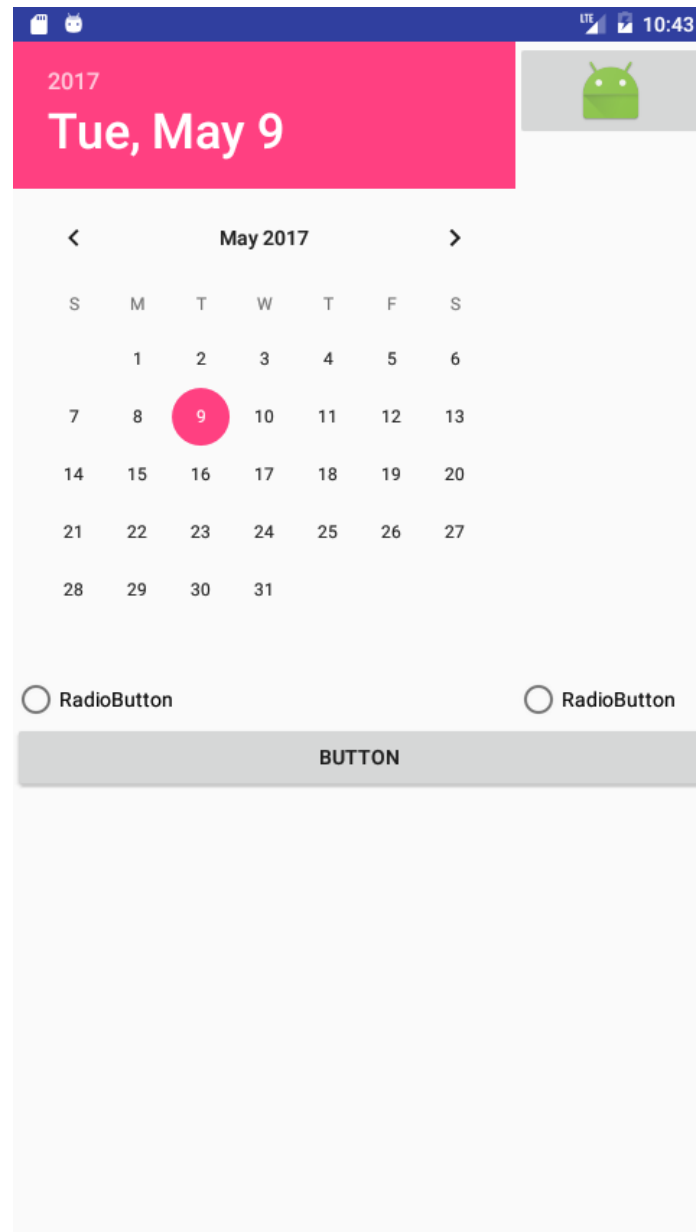 LTE 10:43
2017
Tue, May 9
May 2017
S M T W T F S
1 2 3 4 5 6
7 8 9 10 11 12 13
14 15 16 17 18 19 20
21 22 23 24 25 26 27
28 29 30 31
RadioButton RadioButton
BUTTON